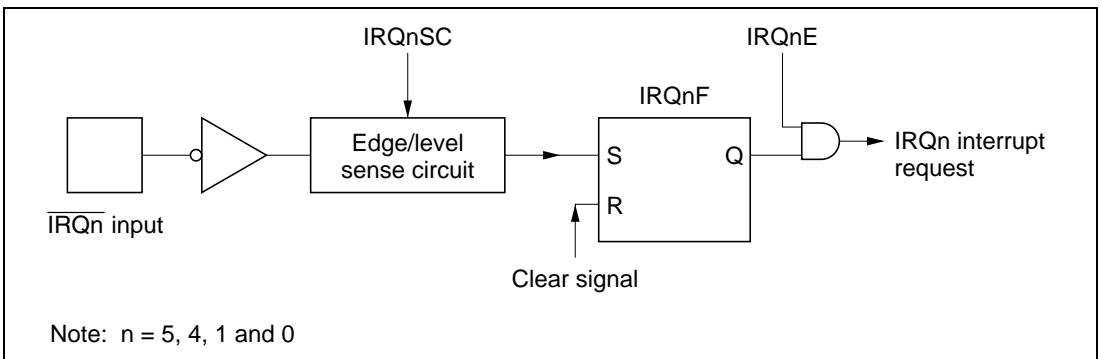 IRQnSC
IRQnE
IRQnF
Edge/level
sense circuit
S
Q
R
IRQn interrupt
request
IRQn input
Clear signal
Note: n = 5, 4, 1 and 0